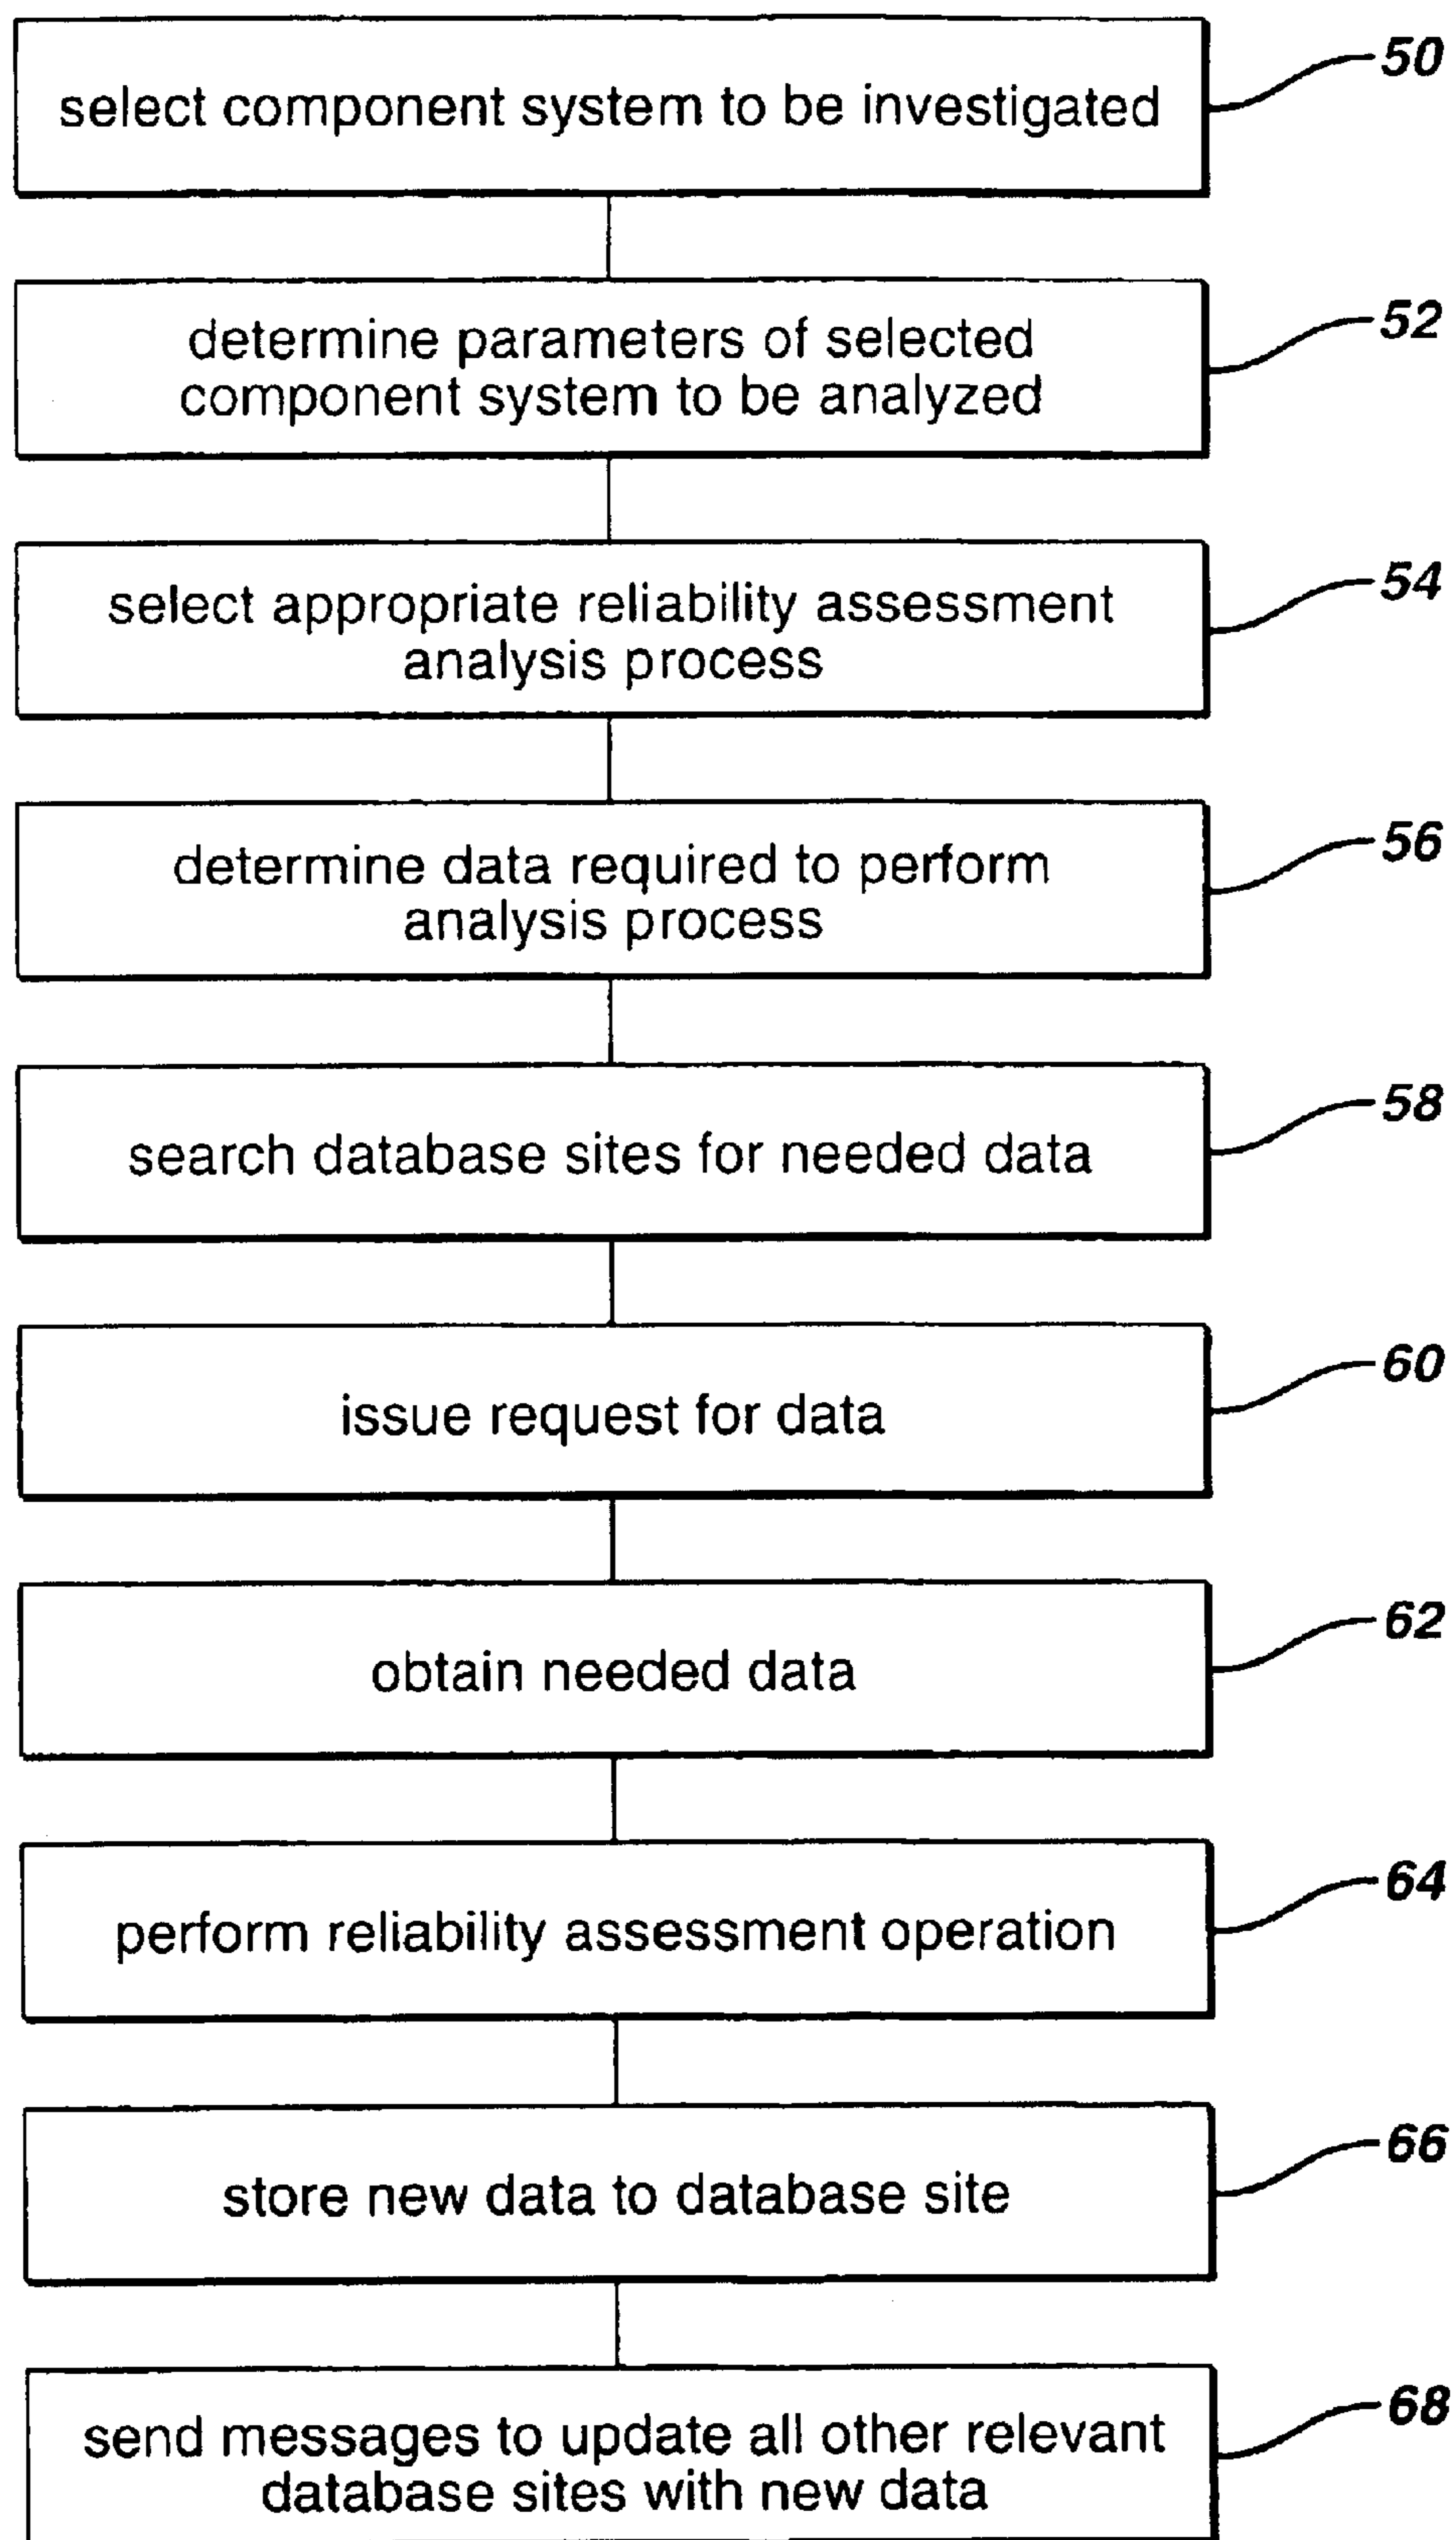 select component system to be investigated
50
determine parameters of selected
component system to be analyzed
52
select appropriate reliability assessment
analysis process
54
determine data required to perform
analysis process
56
search database sites for needed data
58
issue request for data
60
obtain needed data
62
perform reliability assessment operation
64
store new data to database site
66
send messages to update all other relevant
database sites with new data
68